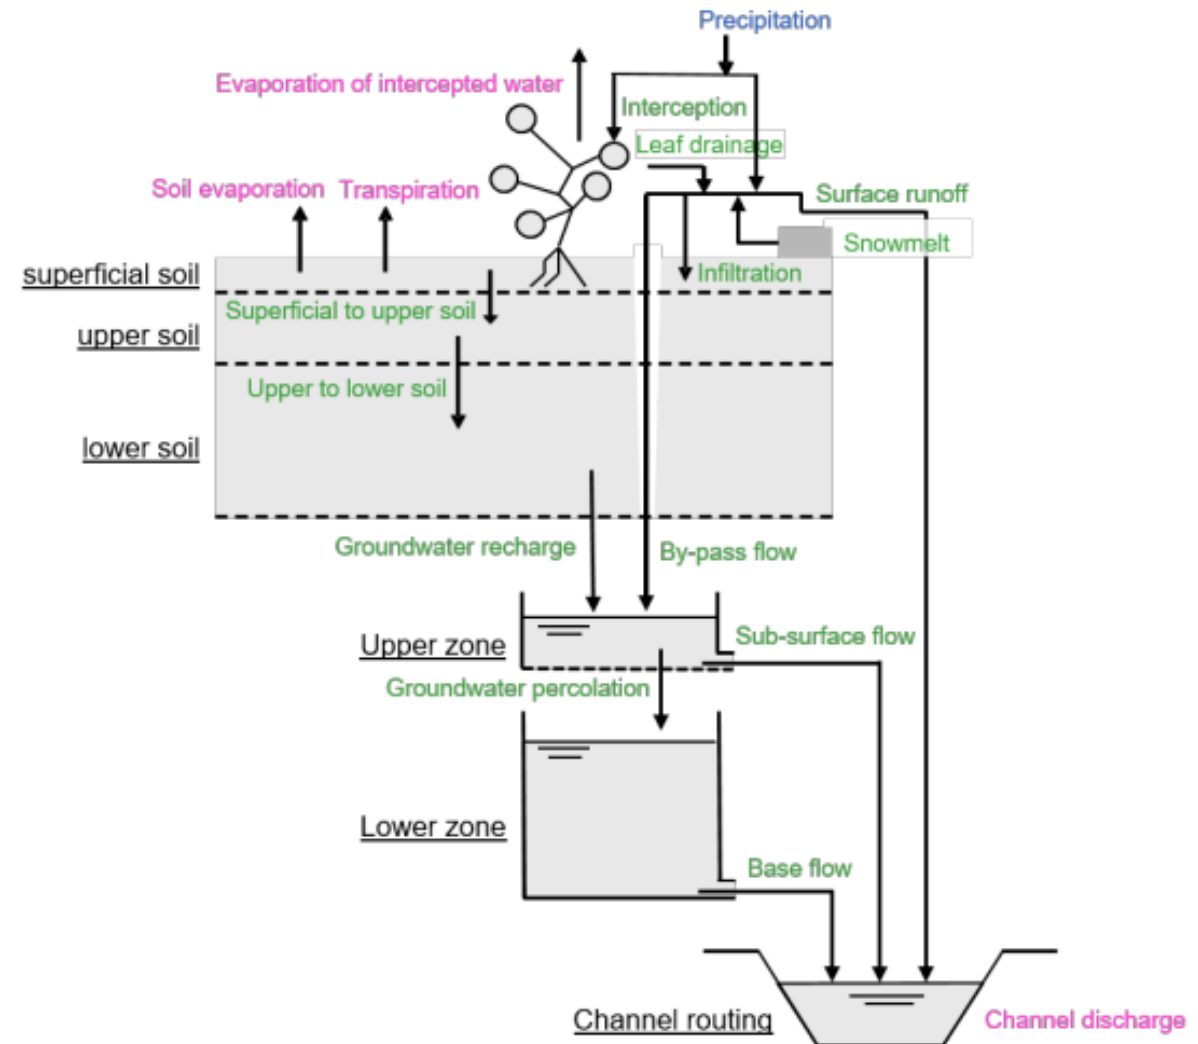 Precipitation
Evaporation of intercepted water
Interception
Leaf drainage
Soil evaporation
Transpiration
Surface runoff
Snowmelt
superficial soil
Infiltration
Superficial to upper soil
upper soil
Upper to lower soil
lower soil
Groundwater recharge
By-pass flow
Upper zone
Sub-surface flow
Groundwater percolation
Lower zone
Base flow
Channel routing
Channel discharge